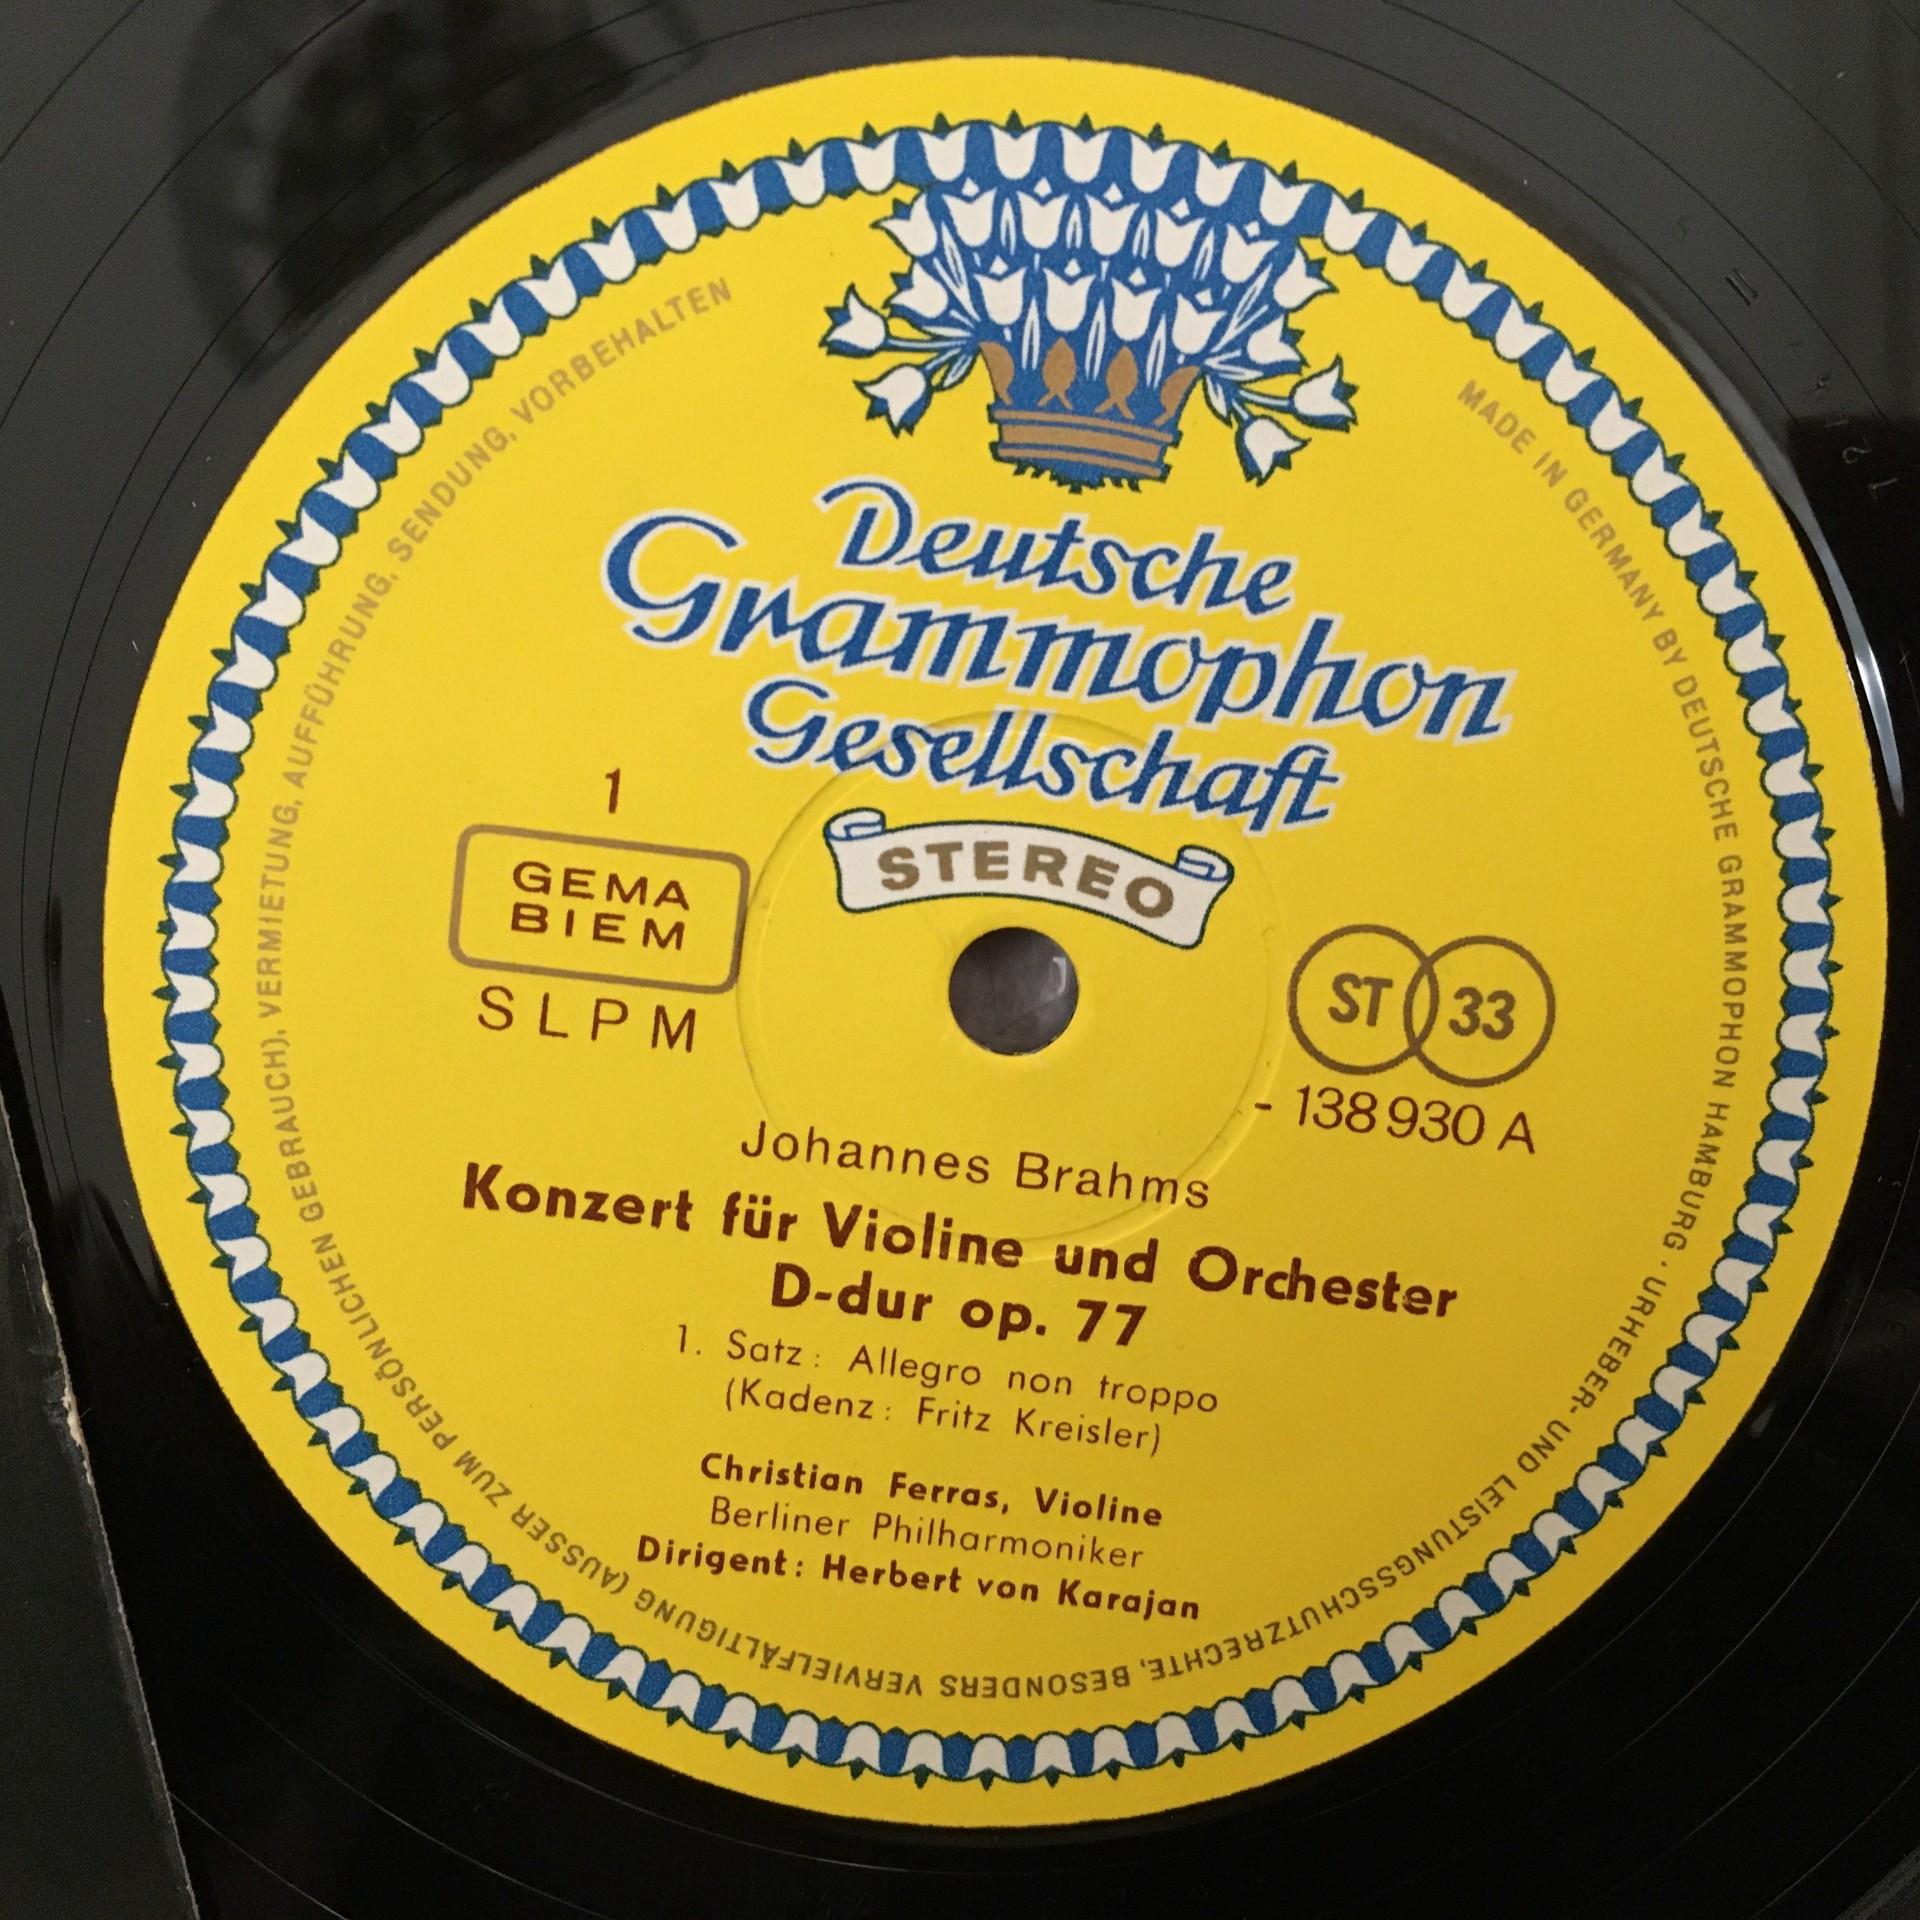 Deutsche
Grammophon
Gesellschaft
STEREO
1
GEMA
BIEM
SLPM
ST 33
- 138 930 A
Johannes Brahms
Konzert für Violine und Orchester
D-dur op. 77
1. Satz: Allegro non troppo
(Kadenz: Fritz Kreisler)
Christian Ferras, Violine
Berliner Philharmoniker
Dirigent: Herbert von Karajan
MADE IN GERMANY BY DEUTSCHE GRAMMOPHON HAMBURG · URHEBER- UND LEISTUNGSSCHUTZRECHTE, BESONDERS VERVIELFÄLTIGUNG (AUSSER ZUM PERSÖNLICHEN GEBRAUCH), VERMIETUNG, AUFFÜHRUNG, SENDUNG, VORBEHALTEN